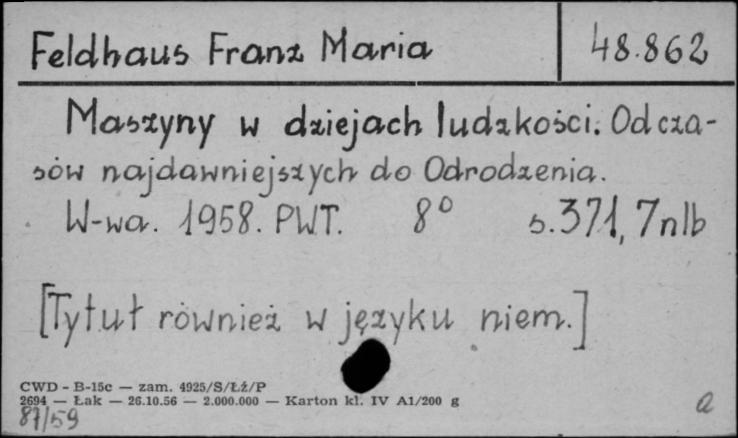 Feldhaus Franz Maria 48.862
Maszyny w dziejach ludzkości. Od cza-
sów najdawniejszych do Odrodzenia.
W-wa. 1958. PWT. 8° s. 371, 7nlb
[Tytuł również w języku niem.]
CWD - B-15c — zam. 4925/S/Łź/P
2694 — Łak — 26.10.56 — 2.000.000 — Karton kl. IV A1/200 g
87/59